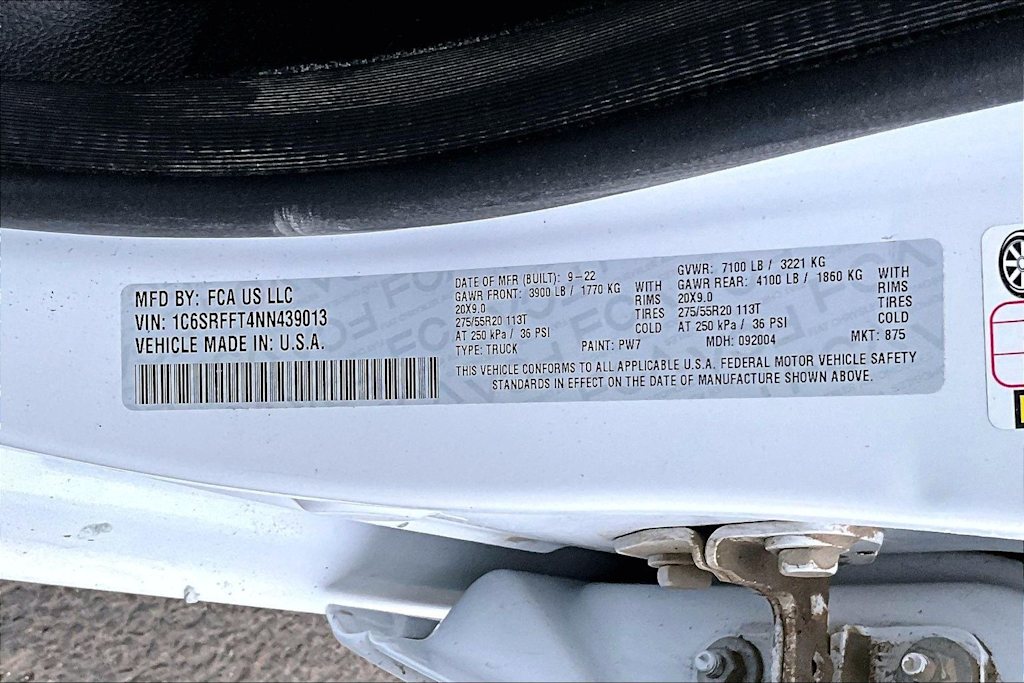 MFD BY: FCA US LLC
VIN: 1C6SRFFT4NN439013
VEHICLE MADE IN: U.S.A.
DATE OF MFR (BUILT): 9-22
GAWR FRONT: 3900 LB / 1770 KG WITH
20X9.0 RIMS
275/55R20 113T TIRES
AT 250 kPa / 36 PSI COLD
TYPE: TRUCK PAINT: PW7
GVWR: 7100 LB / 3221 KG
GAWR REAR: 4100 LB / 1860 KG WITH
20X9.0 RIMS
275/55R20 113T TIRES
AT 250 kPa / 36 PSI COLD
MDH: 092004 MKT: 875
THIS VEHICLE CONFORMS TO ALL APPLICABLE U.S.A. FEDERAL MOTOR VEHICLE SAFETY
STANDARDS IN EFFECT ON THE DATE OF MANUFACTURE SHOWN ABOVE.